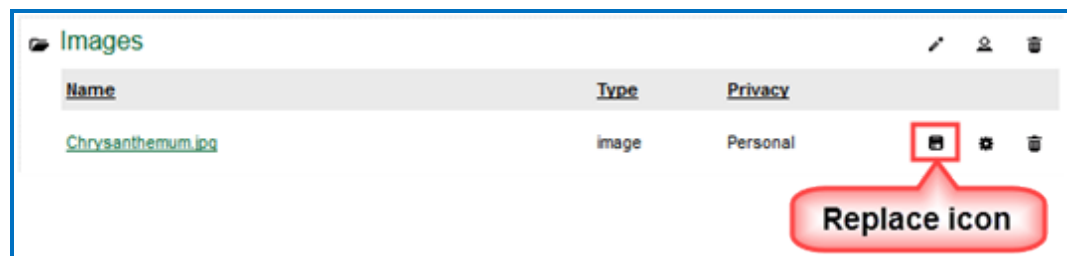 Images
Name Type Privacy
Chrysanthemum.jpg image Personal
Replace icon